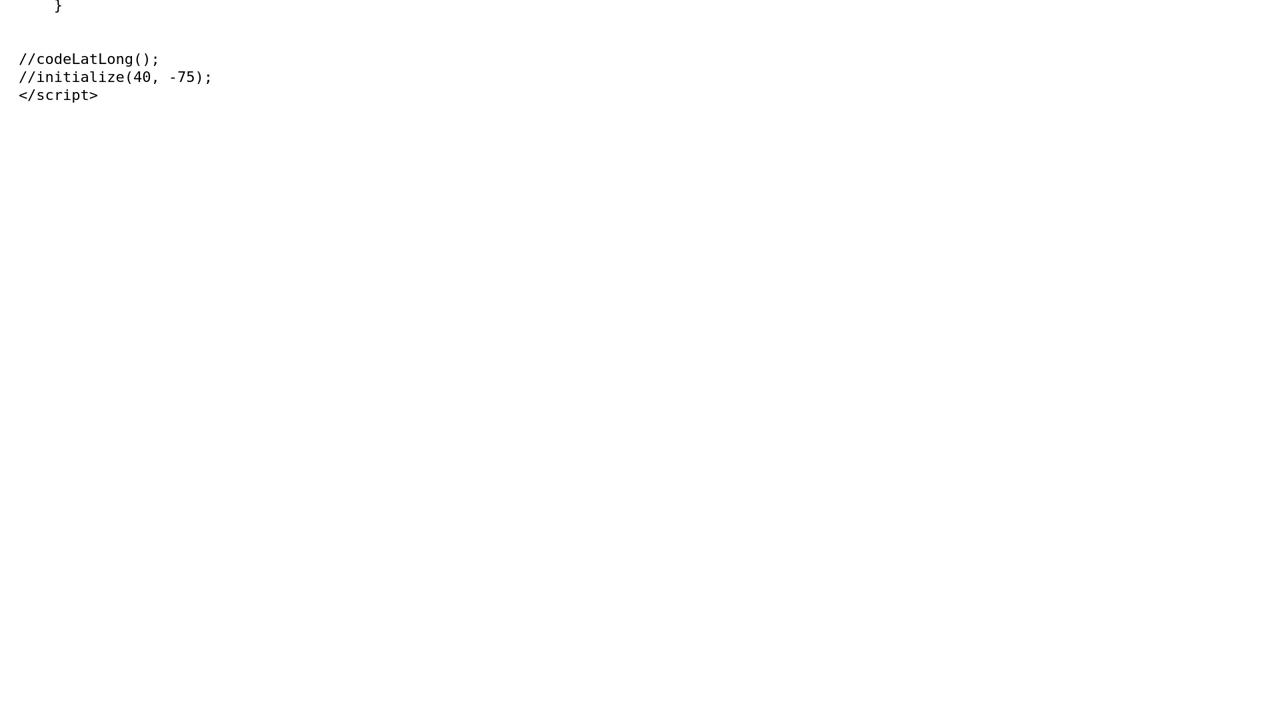 }
//codeLatLong();
//initialize(40, -75);
</script>